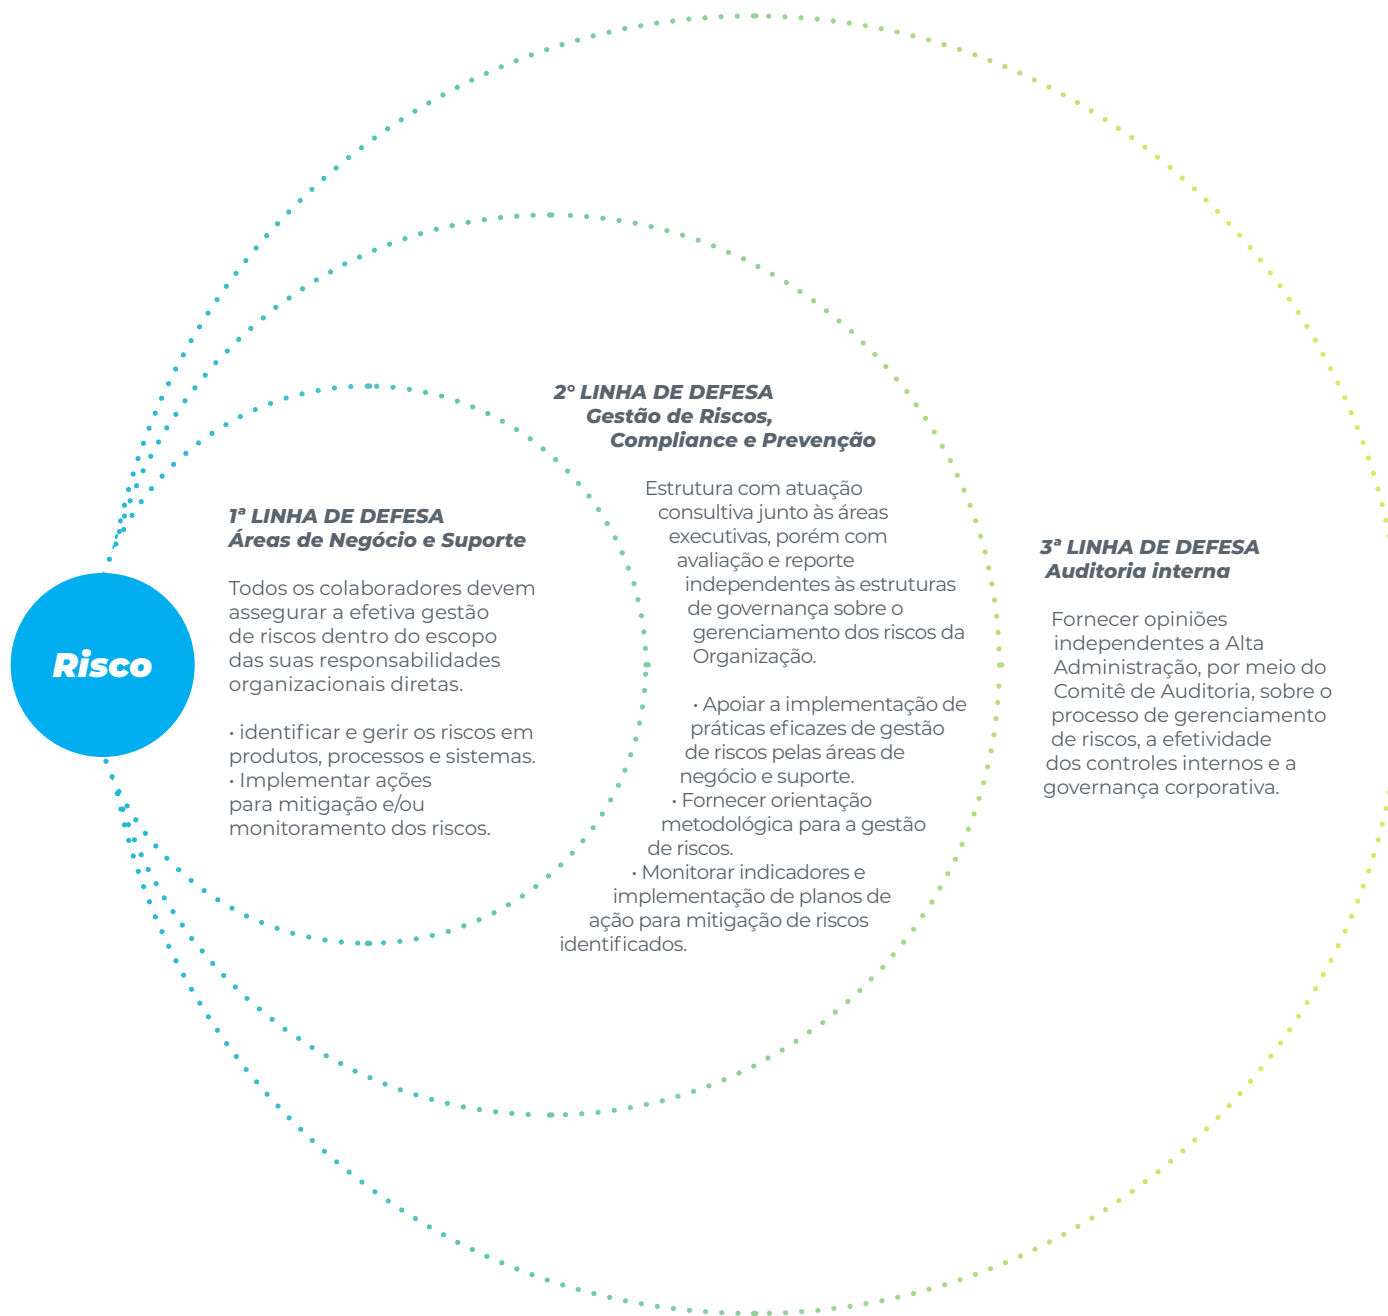 Risco
1ª LINHA DE DEFESA
Áreas de Negócio e Suporte
Todos os colaboradores devem
assegurar a efetiva gestão
de riscos dentro do escopo
das suas responsabilidades
organizacionais diretas.
• identificar e gerir os riscos em
produtos, processos e sistemas.
• Implementar ações
para mitigação e/ou
monitoramento dos riscos.
2º LINHA DE DEFESA
Gestão de Riscos,
Compliance e Prevenção
Estrutura com atuação
consultiva junto às áreas
executivas, porém com
avaliação e reporte
independentes às estruturas
de governança sobre o
gerenciamento dos riscos da
Organização.
• Apoiar a implementação de
práticas eficazes de gestão
de riscos pelas áreas de
negócio e suporte.
• Fornecer orientação
metodológica para a gestão
de riscos.
• Monitorar indicadores e
implementação de planos de
ação para mitigação de riscos
identificados.
3ª LINHA DE DEFESA
Auditoria interna
Fornecer opiniões
independentes a Alta
Administração, por meio do
Comitê de Auditoria, sobre o
processo de gerenciamento
de riscos, a efetividade
dos controles internos e a
governança corporativa.